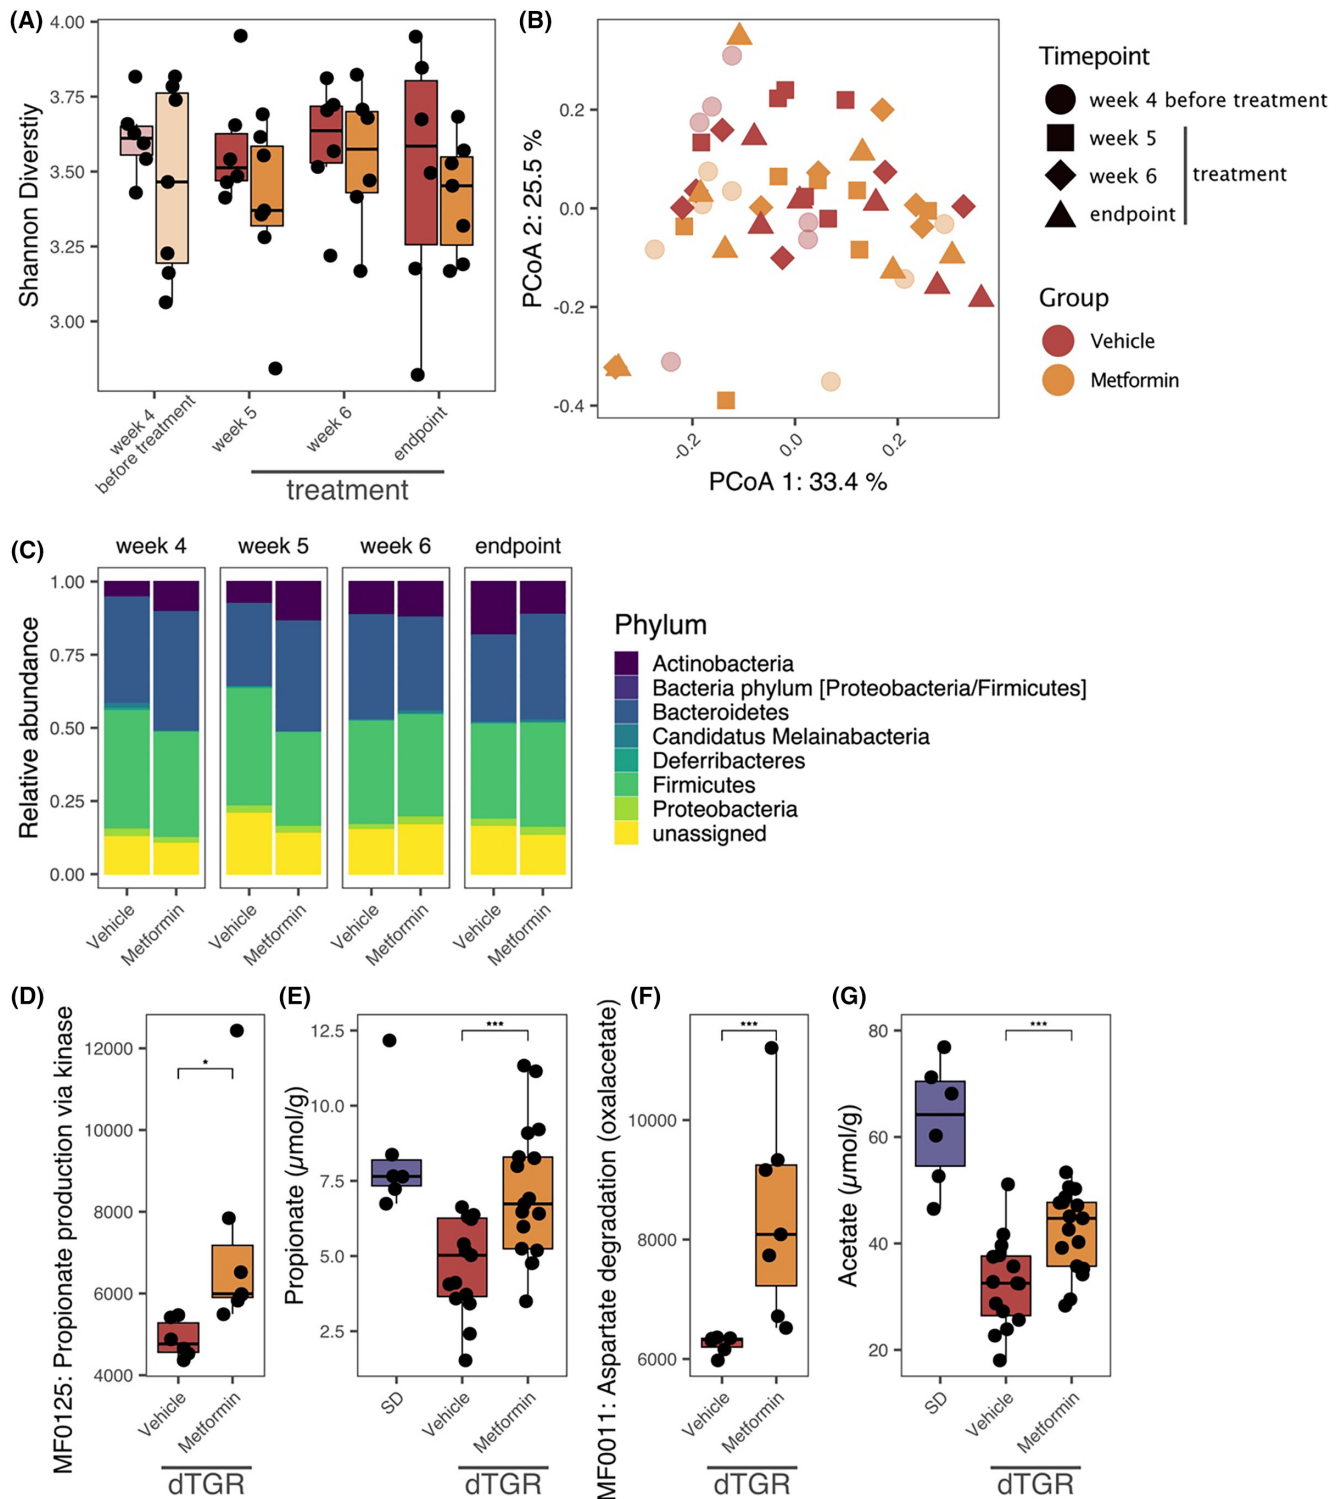 (A)
Shannon Diverstiy
4.00
3.75
3.50
3.25
3.00
week 4
before treatment
week 5
week 6
endpoint
treatment
(B)
PCoA 2: 25.5 %
0.2
0.0
-0.2
-0.4
-0.2
0.0
0.2
PCoA 1: 33.4 %
Timepoint
week 4 before treatment
week 5
week 6
endpoint
treatment
Group
Vehicle
Metformin
(C)
week 4
week 5
week 6
endpoint
Relative abundance
1.00
0.75
0.50
0.25
0.00
Vehicle
Metformin
Vehicle
Metformin
Vehicle
Metformin
Vehicle
Metformin
Phylum
Actinobacteria
Bacteria phylum [Proteobacteria/Firmicutes]
Bacteroidetes
Candidatus Melainabacteria
Deferribacteres
Firmicutes
Proteobacteria
unassigned
(D)
MF0125: Propionate production via kinase
12000
10000
8000
6000
4000
*
Vehicle
Metformin
dTGR
(E)
Propionate (µmol/g)
12.5
10.0
7.5
5.0
2.5
***
SD
Vehicle
Metformin
dTGR
(F)
MF0011: Aspartate degradation (oxalacetate)
10000
8000
6000
***
Vehicle
Metformin
dTGR
(G)
Acetate (µmol/g)
80
60
40
20
***
SD
Vehicle
Metformin
dTGR